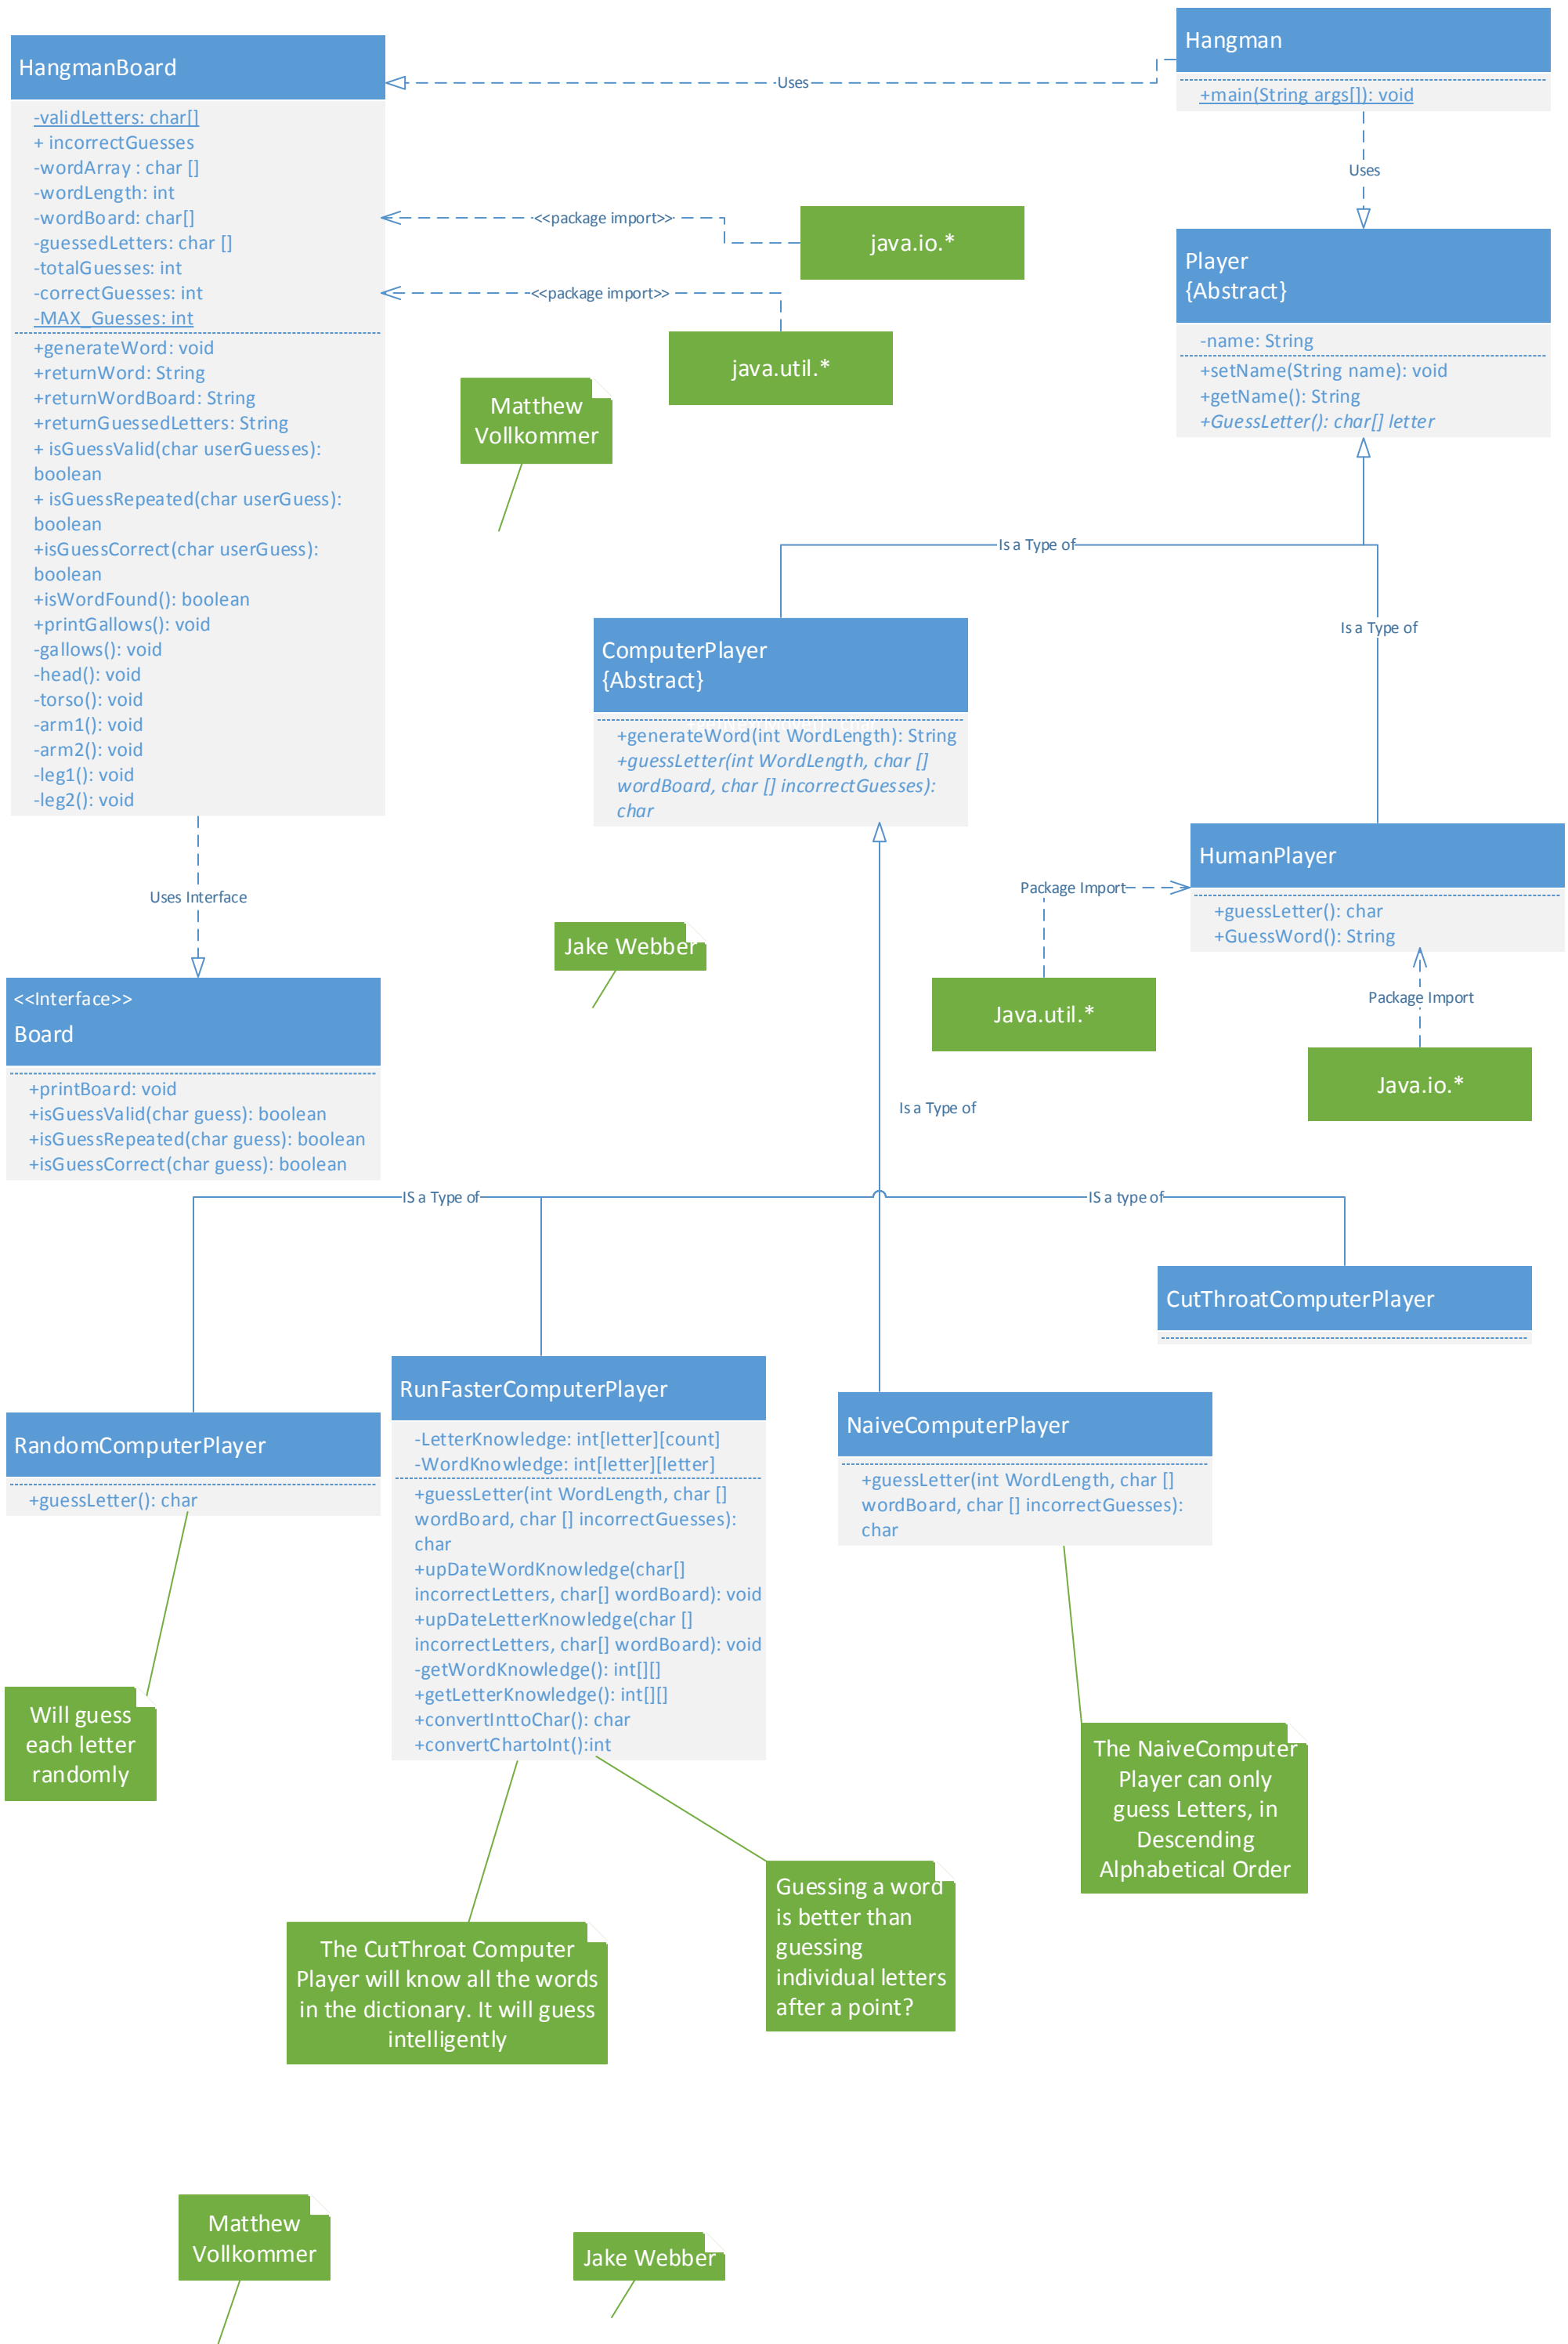 HangmanBoard
-validLetters: char[]
+ incorrectGuesses
-wordArray : char []
-wordLength: int
-wordBoard: char[]
-guessedLetters: char []
-totalGuesses: int
-correctGuesses: int
-MAX_Guesses: int
+generateWord: void
+returnWord: String
+returnWordBoard: String
+returnGuessedLetters: String
+ isGuessValid(char userGuesses):
boolean
+ isGuessRepeated(char userGuess):
boolean
+isGuessCorrect(char userGuess):
boolean
+isWordFound(): boolean
+printGallows(): void
-gallows(): void
-head(): void
-torso(): void
-arm1(): void
-arm2(): void
-leg1(): void
-leg2(): void
Uses
Hangman
+main(String args[]): void
Uses
<<package import>>
java.io.*
<<package import>>
java.util.*
Matthew
Vollkommer
Player
{Abstract}
-name: String
+setName(String name): void
+getName(): String
+GuessLetter(): char[] letter
Is a Type of
Is a Type of
ComputerPlayer
{Abstract}
+generateWord(int WordLength): String
+guessLetter(int WordLength, char []
wordBoard, char [] incorrectGuesses):
char
HumanPlayer
+guessLetter(): char
+GuessWord(): String
Package Import
Java.util.*
Package Import
Java.io.*
Uses Interface
<<Interface>>
Board
+printBoard: void
+isGuessValid(char guess): boolean
+isGuessRepeated(char guess): boolean
+isGuessCorrect(char guess): boolean
Jake Webber
Is a Type of
IS a Type of
IS a type of
CutThroatComputerPlayer
RandomComputerPlayer
+guessLetter(): char
RunFasterComputerPlayer
-LetterKnowledge: int[letter][count]
-WordKnowledge: int[letter][letter]
+guessLetter(int WordLength, char []
wordBoard, char [] incorrectGuesses):
char
+upDateWordKnowledge(char[]
incorrectLetters, char[] wordBoard): void
+upDateLetterKnowledge(char []
incorrectLetters, char[] wordBoard): void
-getWordKnowledge(): int[][]
+getLetterKnowledge(): int[][]
+convertInttoChar(): char
+convertChartoInt():int
NaiveComputerPlayer
+guessLetter(int WordLength, char []
wordBoard, char [] incorrectGuesses):
char
Will guess
each letter
randomly
The NaiveComputer
Player can only
guess Letters, in
Descending
Alphabetical Order
Guessing a word
is better than
guessing
individual letters
after a point?
The CutThroat Computer
Player will know all the words
in the dictionary. It will guess
intelligently
Matthew
Vollkommer
Jake Webber